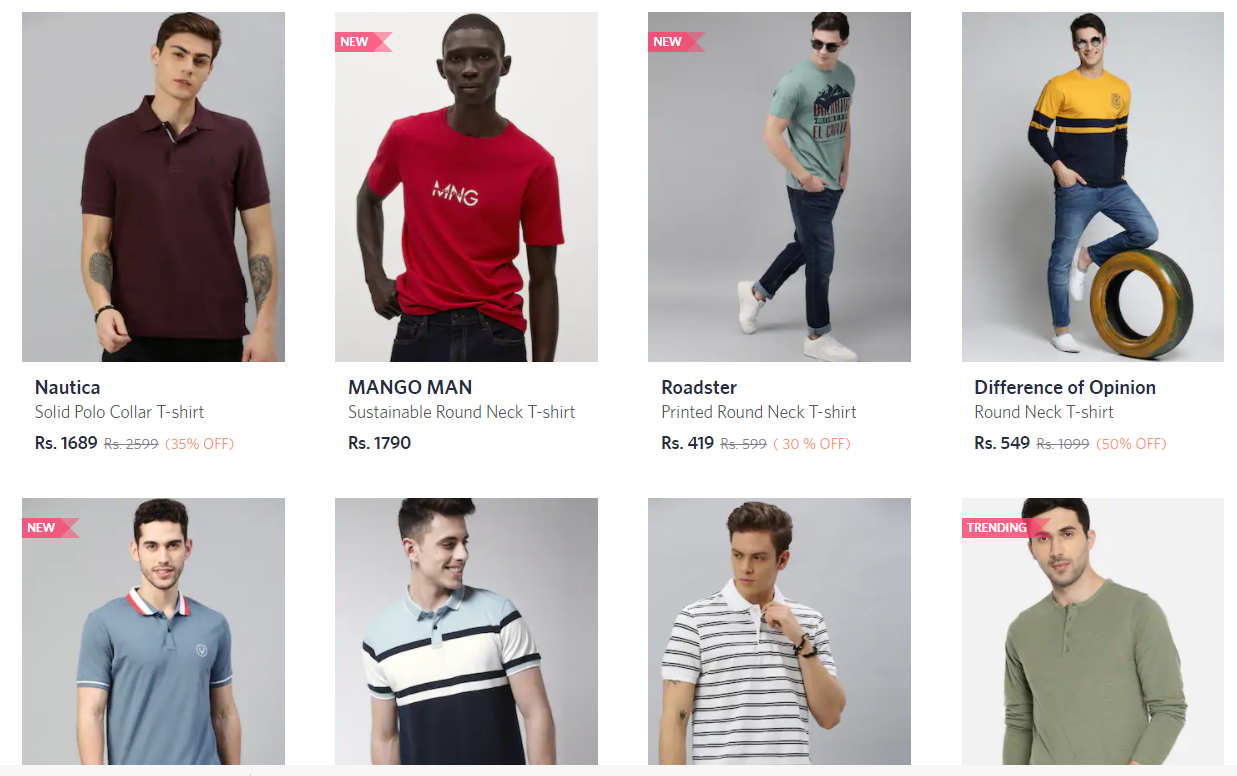 NEW
MNG
NEW
EL
Nautica
Solid Polo Collar T-shirt
Rs. 1689 Rs. 2599 (35% OFF)
MANGO MAN
Sustainable Round Neck T-shirt
Rs. 1790
Roadster
Printed Round Neck T-shirt
Rs. 419 Rs. 599 ( 30 % OFF)
Difference of Opinion
Round Neck T-shirt
Rs. 549 Rs. 1099 (50% OFF)
NEW
TRENDING